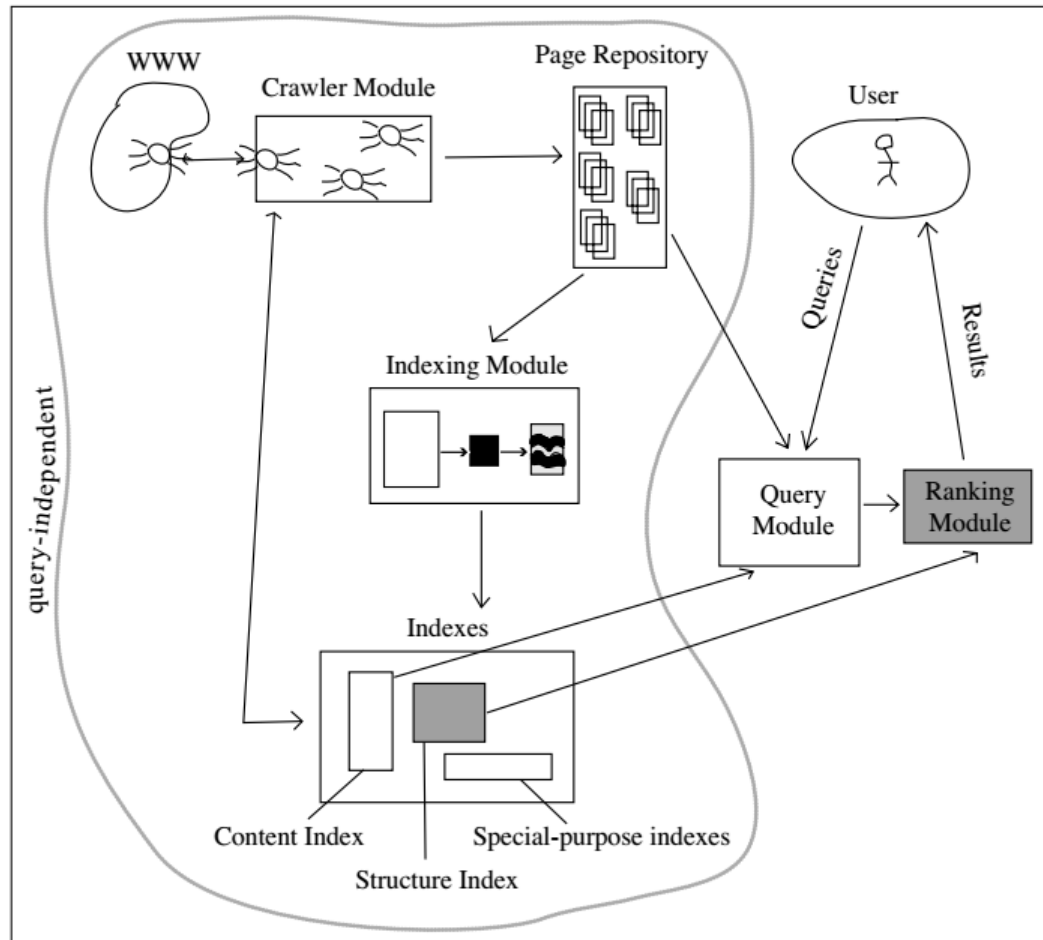 WWW
Crawler Module
Page Repository
User
Queries
Results
Indexing Module
query-independent
Query
Module
Ranking
Module
Indexes
Content Index
Special-purpose indexes
Structure Index